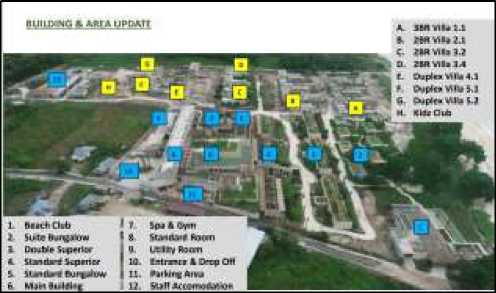 BUILDING & AREA UPDATE
A. 3BR Villa 1.1
B. 2BR Villa 2.1
C. 2BR Villa 3.2
D. 2BR Villa 3.4
E. Duplex Villa 4.1
F. Duplex Villa 5.1
G. Duplex Villa 5.2
H. Kids Club
1. Beach Club
2. Suite Bungalow
3. Double Superior
4. Standard Superior
5. Standard Bungalow
6. Main Building
7. Spa & Gym
8. Standard Room
9. Utility Room
10. Entrance & Drop Off
11. Parking Area
12. Staff Accomodation